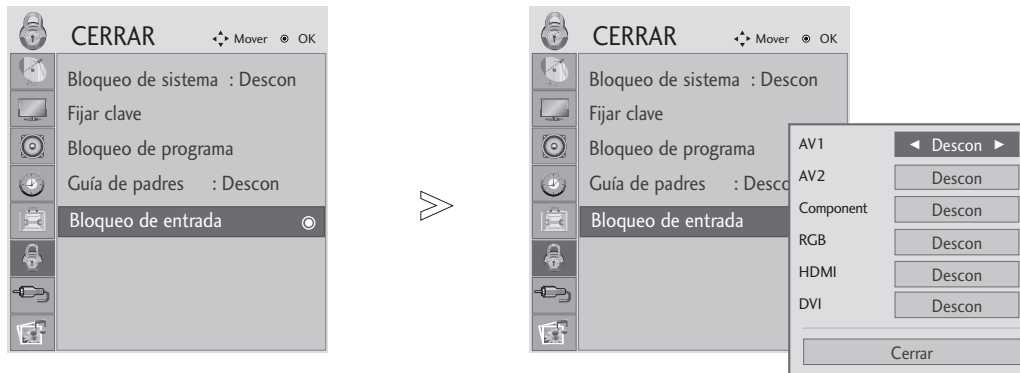 CERRAR Mover OK
Bloqueo de sistema : Descon
Fijar clave
Bloqueo de programa
Guía de padres : Descon
Bloqueo de entrada
CERRAR Mover OK
Bloqueo de sistema : Descon
Fijar clave
Bloqueo de programa
Guía de padres : Desco
Bloqueo de entrada
AV1 ◄ Descon ►
AV2 Descon
Component Descon
RGB Descon
HDMI Descon
DVI Descon
Cerrar